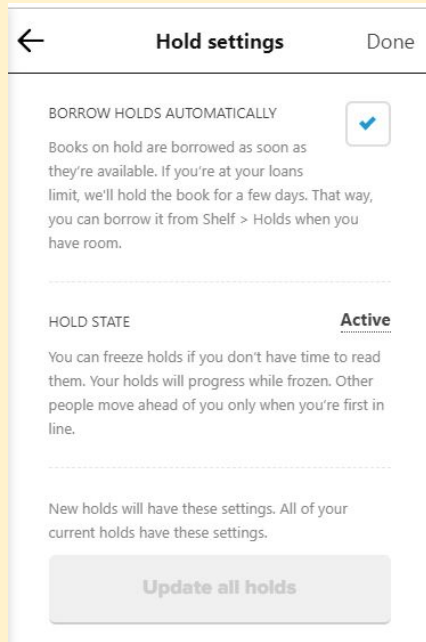 Hold settings Done
BORROW HOLDS AUTOMATICALLY
Books on hold are borrowed as soon as
they're available. If you're at your loans
limit, we'll hold the book for a few days. That way,
you can borrow it from Shelf > Holds when you
have room.
HOLD STATE Active
You can freeze holds if you don't have time to read
them. Your holds will progress while frozen. Other
people move ahead of you only when you're first in
line.
New holds will have these settings. All of your
current holds have these settings.
Update all holds